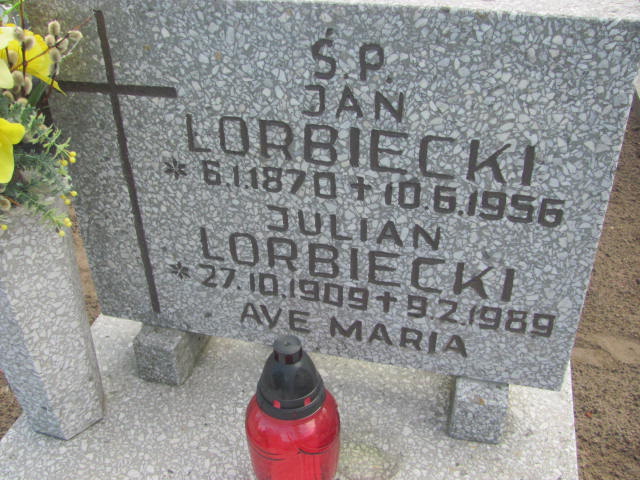 Ś.P.
JAN
LORBIECKI
* 6.1.1870 + 10.6.1956
JULIAN
LORBIECKI
* 27.10.1909 + 9.2.1989
AVE MARIA